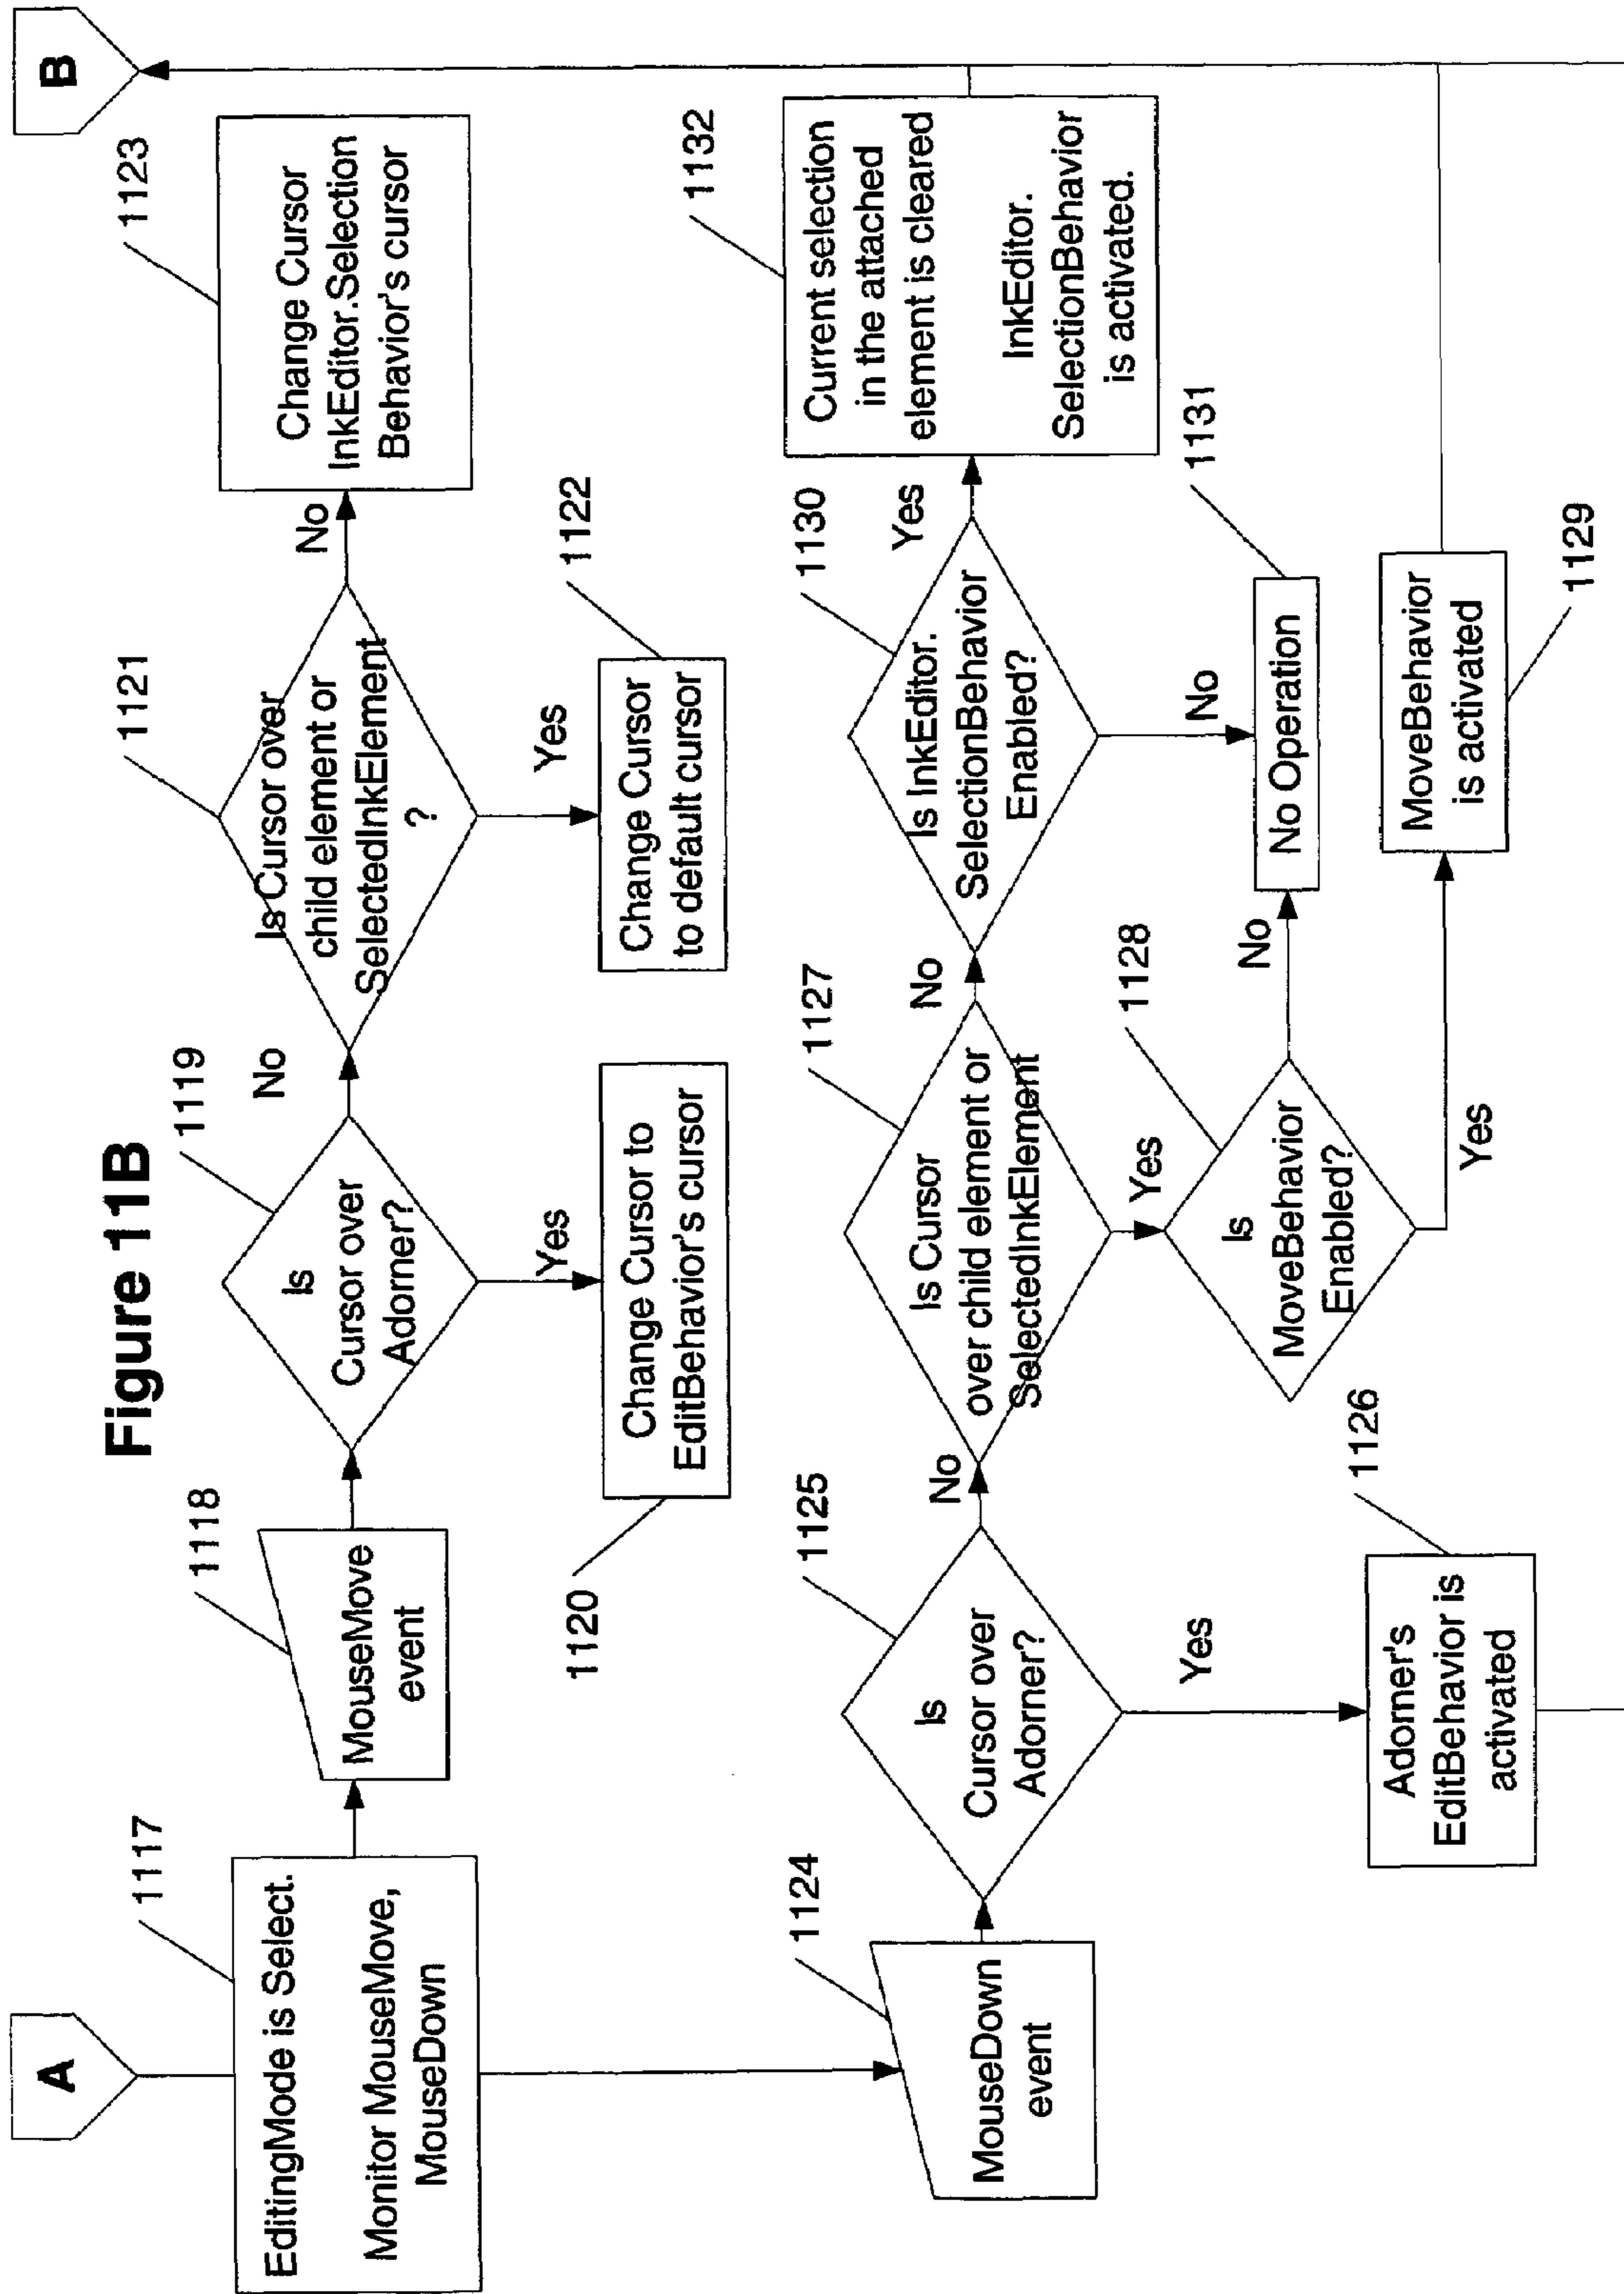 Figure 11B
A
B
1117
EditingMode is Select.
Monitor MouseMove,
MouseDown
1118
MouseMove
event
1119
Is
Cursor over
Adorner?
No
Yes
1120
Change Cursor to
EditBehavior's cursor
1121
Is Cursor over
child element or
SelectedInkElement
?
No
Yes
1122
Change Cursor
to default cursor
1123
Change Cursor
InkEditor.Selection
Behavior's cursor
1124
MouseDown
event
1125
Is
Cursor over
Adorner?
No
Yes
1126
Adorner's
EditBehavior is
activated
1127
Is Cursor
over child element or
SelectedInkElement
No
Yes
1128
Is
MoveBehavior
Enabled?
No
Yes
1129
MoveBehavior
is activated
1130
Is InkEditor.
SelectionBehavior
Enabled?
Yes
No
1131
No Operation
1132
Current selection
in the attached
element is cleared
InkEditor.
SelectionBehavior
is activated.